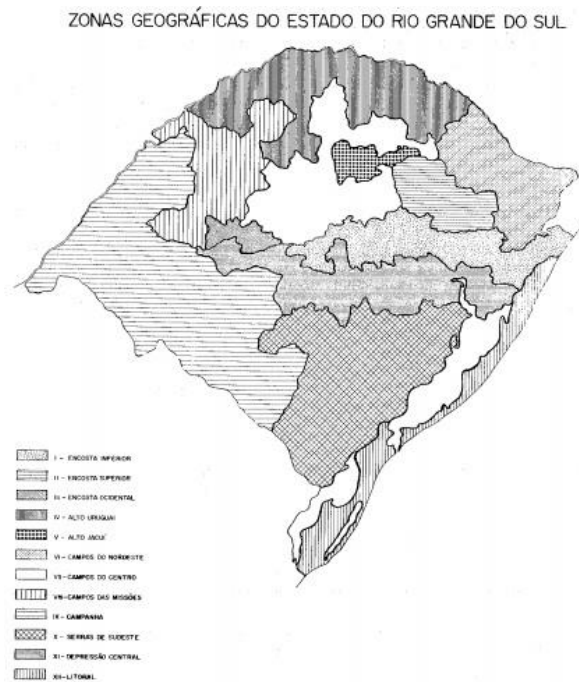 ZONAS GEOGRÁFICAS DO ESTADO DO RIO GRANDE DO SUL
I - ENCOSTA INFERIOR
II - ENCOSTA SUPERIOR
III - ENCOSTA OCIDENTAL
IV - ALTO URUGUAI
V - ALTO JACUÍ
VI - CAMPOS DO NORDESTE
VII - CAMPOS DO CENTRO
VIII - CAMPOS DAS MISSÕES
IX - CAMPANHA
X - SERRAS DE SUDESTE
XI - DEPRESSÃO CENTRAL
XII - LITORAL